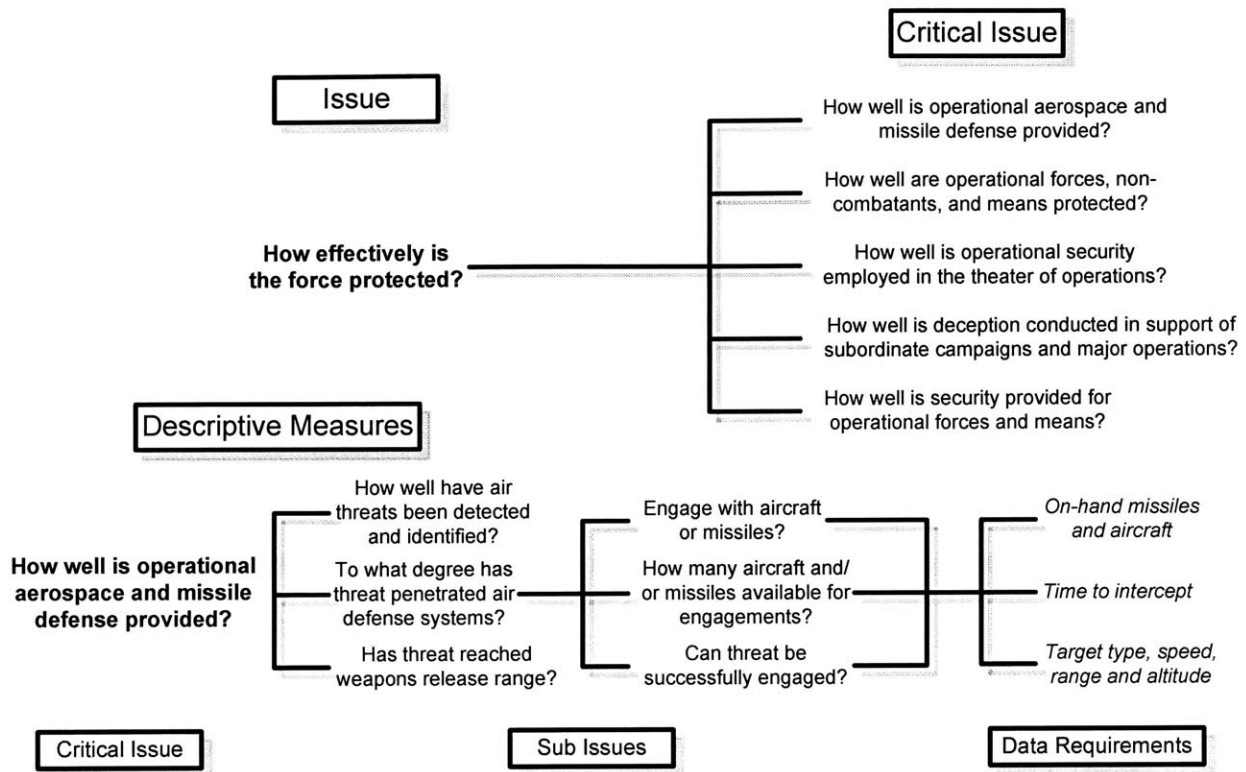 Critical Issue
Issue
How well is operational aerospace and
missile defense provided?
How well are operational forces, non-
combatants, and means protected?
How effectively is
the force protected?
How well is operational security
employed in the theater of operations?
How well is deception conducted in support of
subordinate campaigns and major operations?
How well is security provided for
operational forces and means?
Descriptive Measures
How well is operational
aerospace and missile
defense provided?
How well have air
threats been detected
and identified?
To what degree has
threat penetrated air
defense systems?
Has threat reached
weapons release range?
Engage with aircraft
or missiles?
How many aircraft and/
or missiles available for
engagements?
Can threat be
successfully engaged?
On-hand missiles
and aircraft
Time to intercept
Target type, speed,
range and altitude
Critical Issue
Sub Issues
Data Requirements